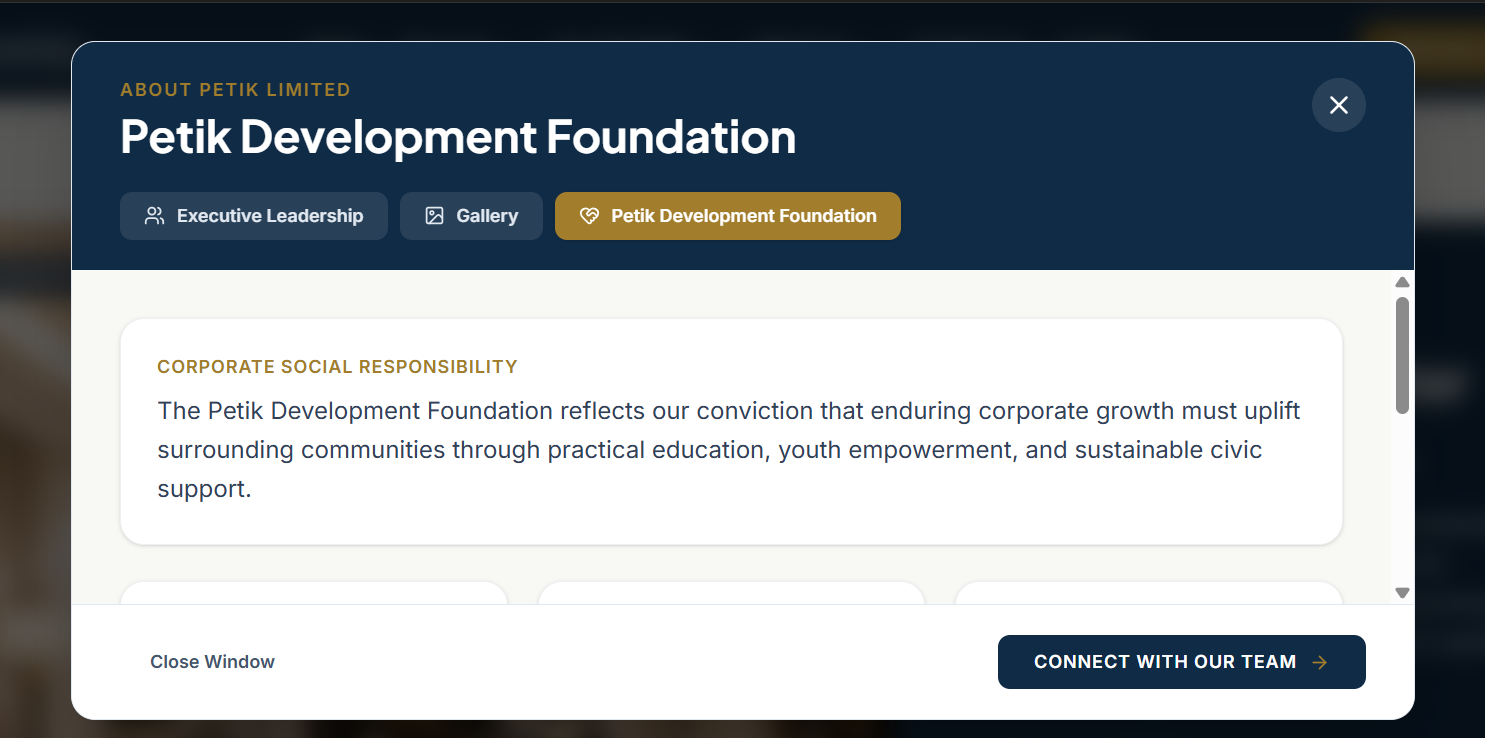 ABOUT PETIK LIMITED
Petik Development Foundation
Executive Leadership
Gallery
Petik Development Foundation
CORPORATE SOCIAL RESPONSIBILITY
The Petik Development Foundation reflects our conviction that enduring corporate growth must uplift
surrounding communities through practical education, youth empowerment, and sustainable civic
support.
Close Window
CONNECT WITH OUR TEAM